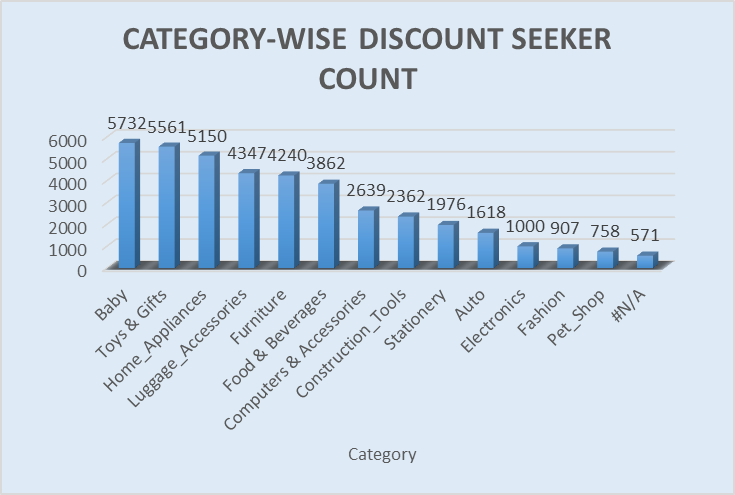 CATEGORY-WISE DISCOUNT SEEKER
COUNT
5732 5561 5150 4347 4240 3862 2639 2362 1976 1618 1000 907 758 571
6000
5000
4000
3000
2000
1000
0
Baby
Toys & Gifts
Home_Appliances
Luggage_Accessories
Furniture
Food & Beverages
Computers & Accessories
Construction_Tools
Stationery
Auto
Electronics
Fashion
Pet_Shop
#N/A
Category